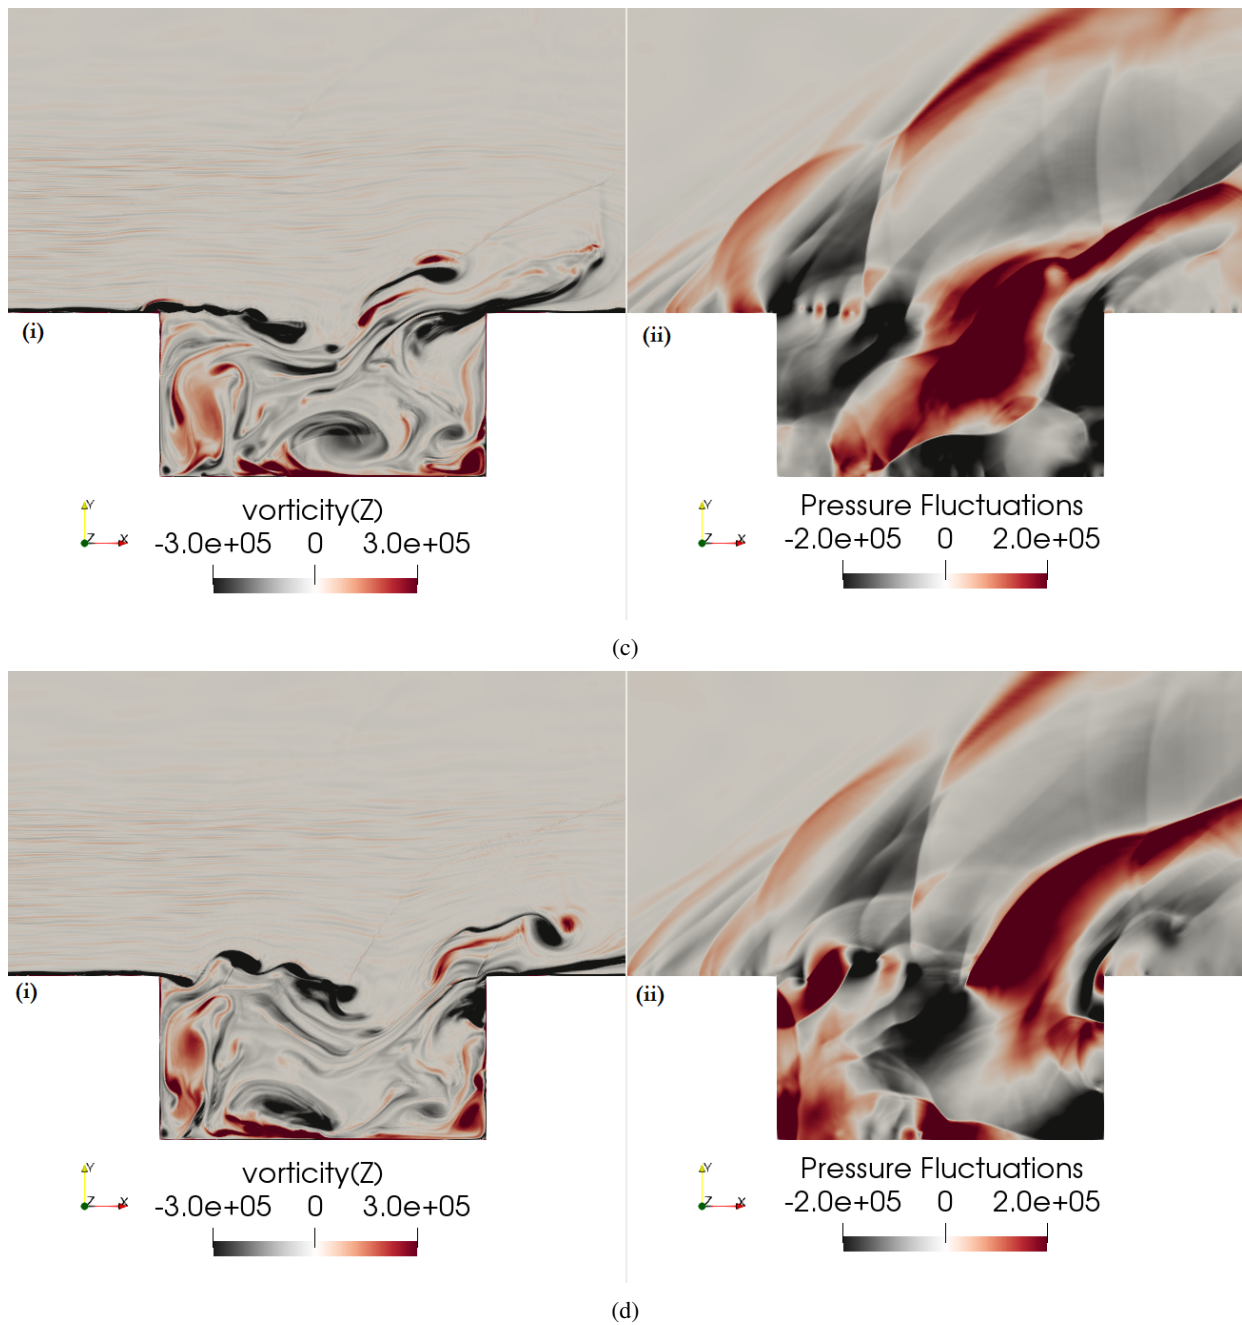 (i) (ii)
Y Z X vorticity(Z) -3.0e+05 0 3.0e+05
Y Z X Pressure Fluctuations -2.0e+05 0 2.0e+05
(c)
(i) (ii)
Y Z X vorticity(Z) -3.0e+05 0 3.0e+05
Y Z X Pressure Fluctuations -2.0e+05 0 2.0e+05
(d)